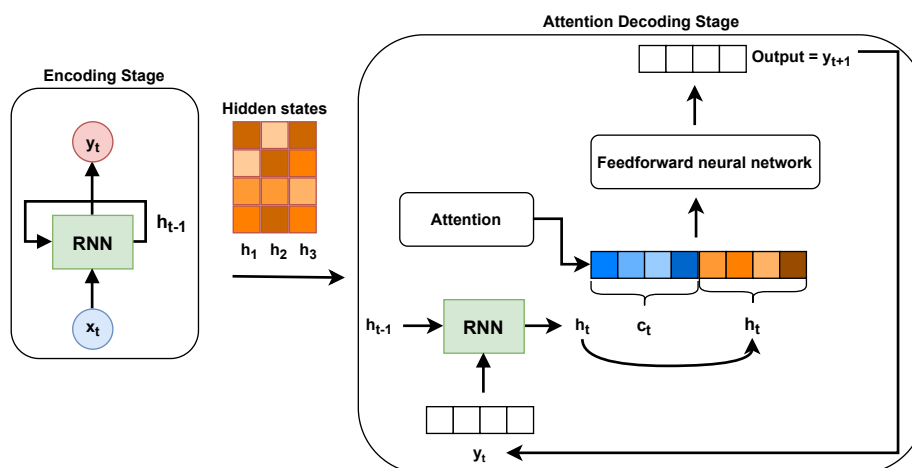 Attention Decoding Stage
Output = yt+1
Encoding Stage
Hidden states
yt
Feedforward neural network
Attention
ht-1
RNN
h1 h2 h3
xt
ht-1
RNN
ht
ct
ht
yt